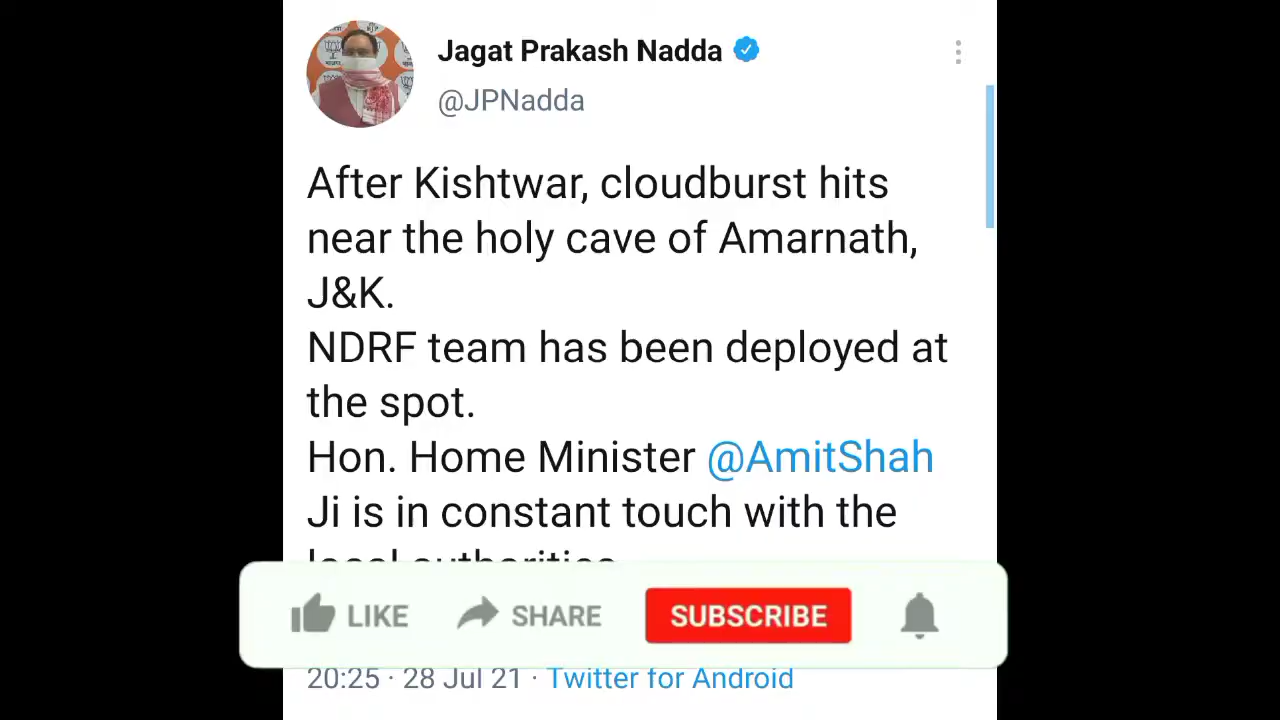 Jagat Prakash Nadda
@JPNadda
After Kishtwar, cloudburst hits
near the holy cave of Amarnath,
J&K.
NDRF team has been deployed at
the spot.
Hon. Home Minister @AmitShah
Ji is in constant touch with the
local authorities
LIKE SHARE SUBSCRIBE
20:25 · 28 Jul 21 · Twitter for Android